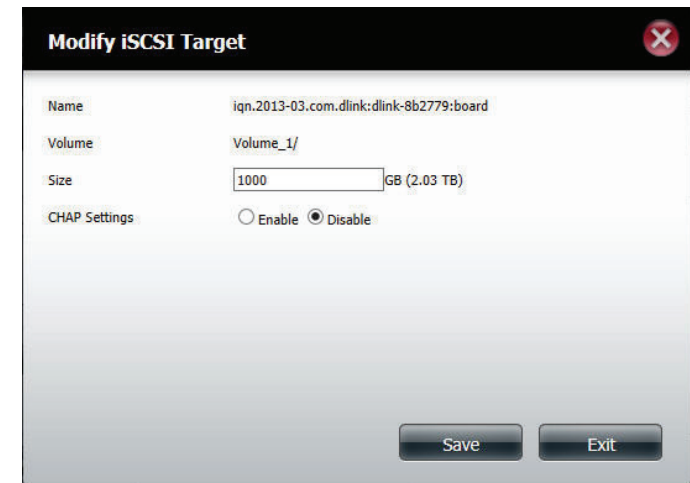 Modify iSCSI Target
Name iqn.2013-03.com.dlink:dlink-8b2779:board
Volume Volume_1/
Size 1000 GB (2.03 TB)
CHAP Settings Enable Disable
Save Exit